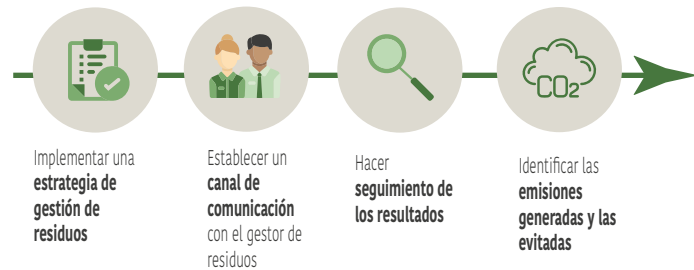 CO2
Implementar una
estrategia de
gestión de
residuos
Establecer un
canal de
comunicación
con el gestor de
residuos
Hacer
seguimiento de
los resultados
Identificar las
emisiones
generadas y las
evitadas